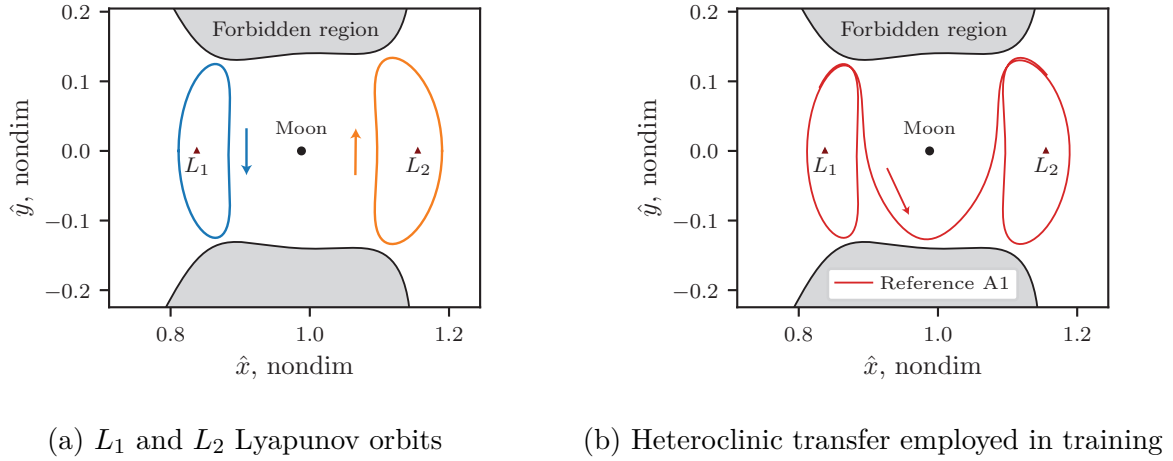 0.2
0.1
0.0
−0.1
−0.2
ŷ, nondim
Forbidden region
Moon
L₁
L₂
0.8
1.0
1.2
x̂, nondim
(a) L₁ and L₂ Lyapunov orbits
0.2
0.1
0.0
−0.1
−0.2
ŷ, nondim
Forbidden region
Moon
L₁
L₂
Reference A1
0.8
1.0
1.2
x̂, nondim
(b) Heteroclinic transfer employed in training